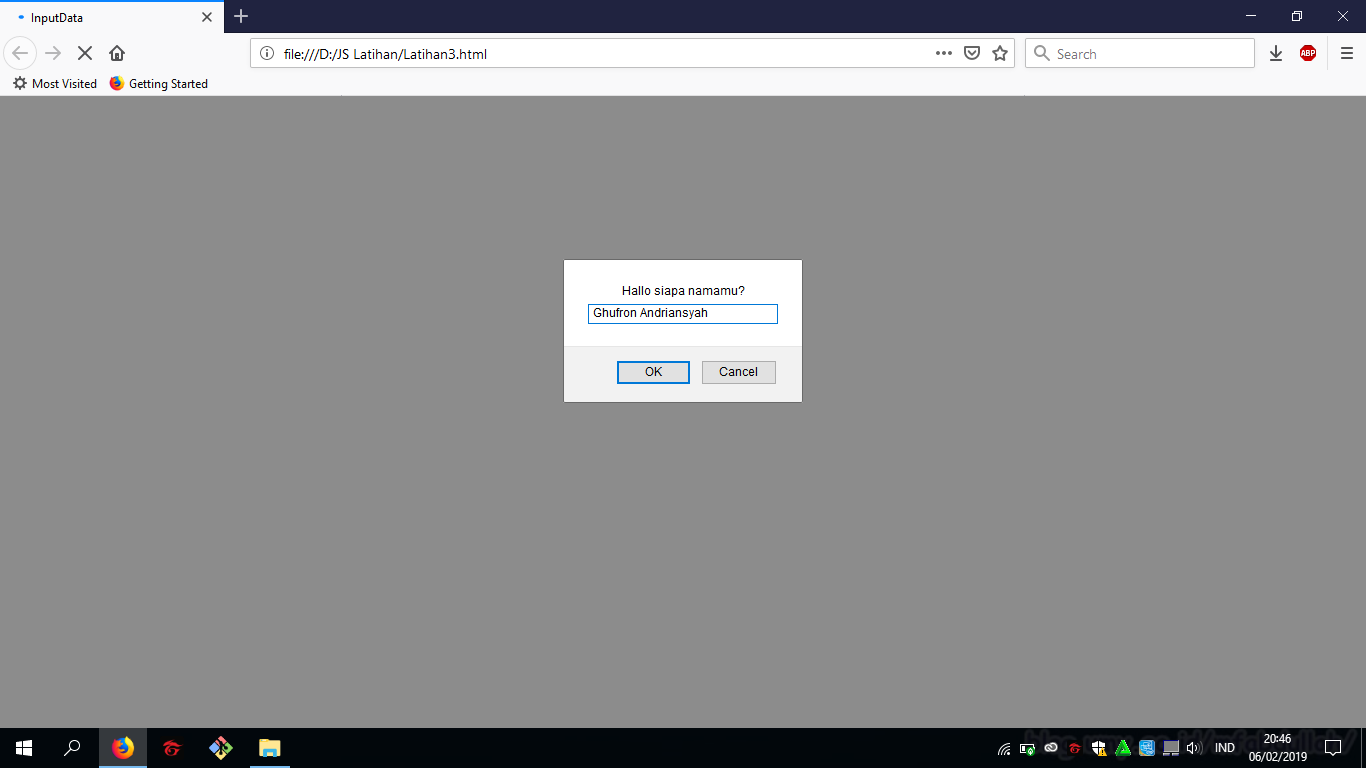 InputData
file:///D:/JS Latihan/Latihan3.html
Search
ABP
Most Visited
Getting Started
Hallo siapa namamu?
Ghufron Andriansyah
OK
Cancel
IND
20:46
06/02/2019